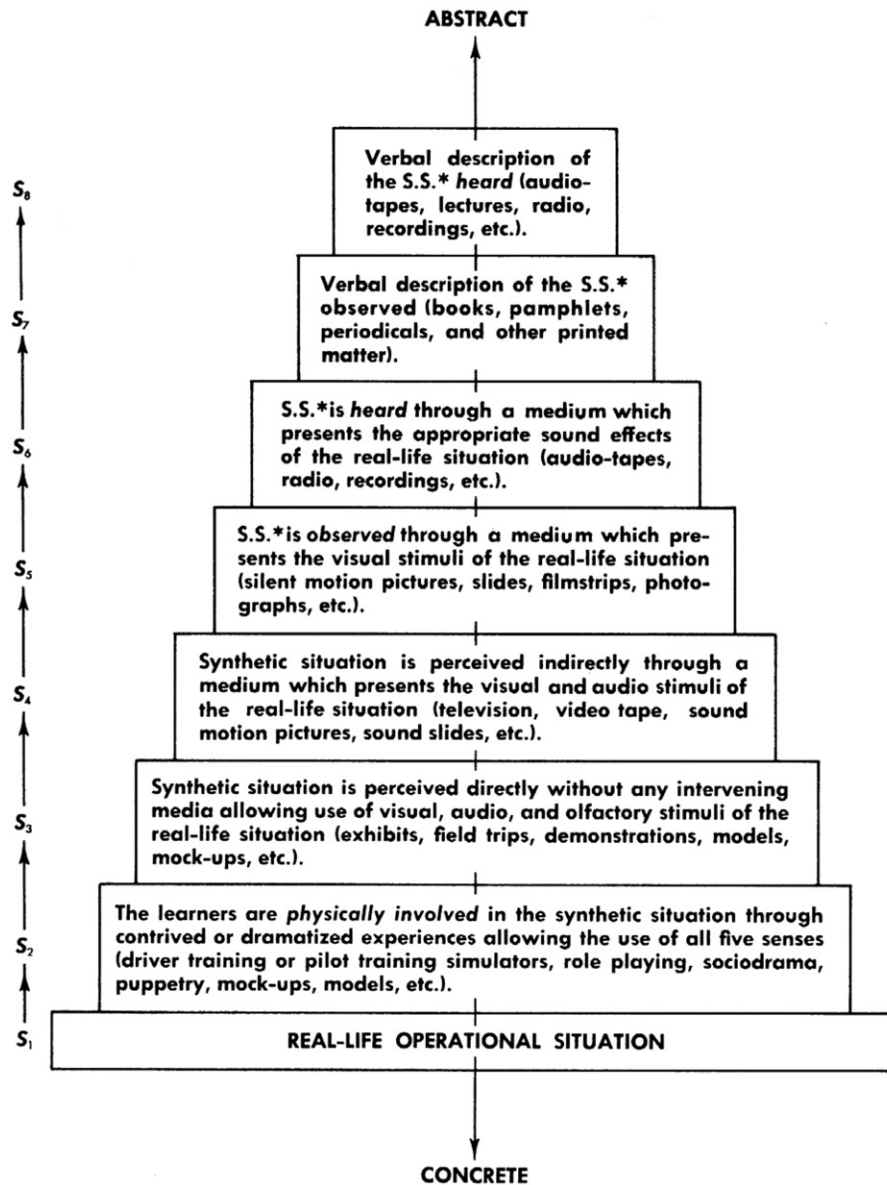 ABSTRACT
Verbal description of
the S.S.* heard (audio-
tapes, lectures, radio,
recordings, etc.).
S₈
Verbal description of the S.S.*
observed (books, pamphlets,
periodicals, and other printed
matter).
S₇
S.S.* is heard through a medium which
presents the appropriate sound effects
of the real-life situation (audio-tapes,
radio, recordings, etc.).
S₆
S.S.* is observed through a medium which pre-
sents the visual stimuli of the real-life situation
(silent motion pictures, slides, filmstrips, photo-
graphs, etc.).
S₅
Synthetic situation is perceived indirectly through a
medium which presents the visual and audio stimuli of
the real-life situation (television, video tape, sound
motion pictures, sound slides, etc.).
S₄
Synthetic situation is perceived directly without any intervening
media allowing use of visual, audio, and olfactory stimuli of the
real-life situation (exhibits, field trips, demonstrations, models,
mock-ups, etc.).
S₃
The learners are physically involved in the synthetic situation through
contrived or dramatized experiences allowing the use of all five senses
(driver training or pilot training simulators, role playing, sociodrama,
puppetry, mock-ups, models, etc.).
S₂
S₁
REAL-LIFE OPERATIONAL SITUATION
CONCRETE